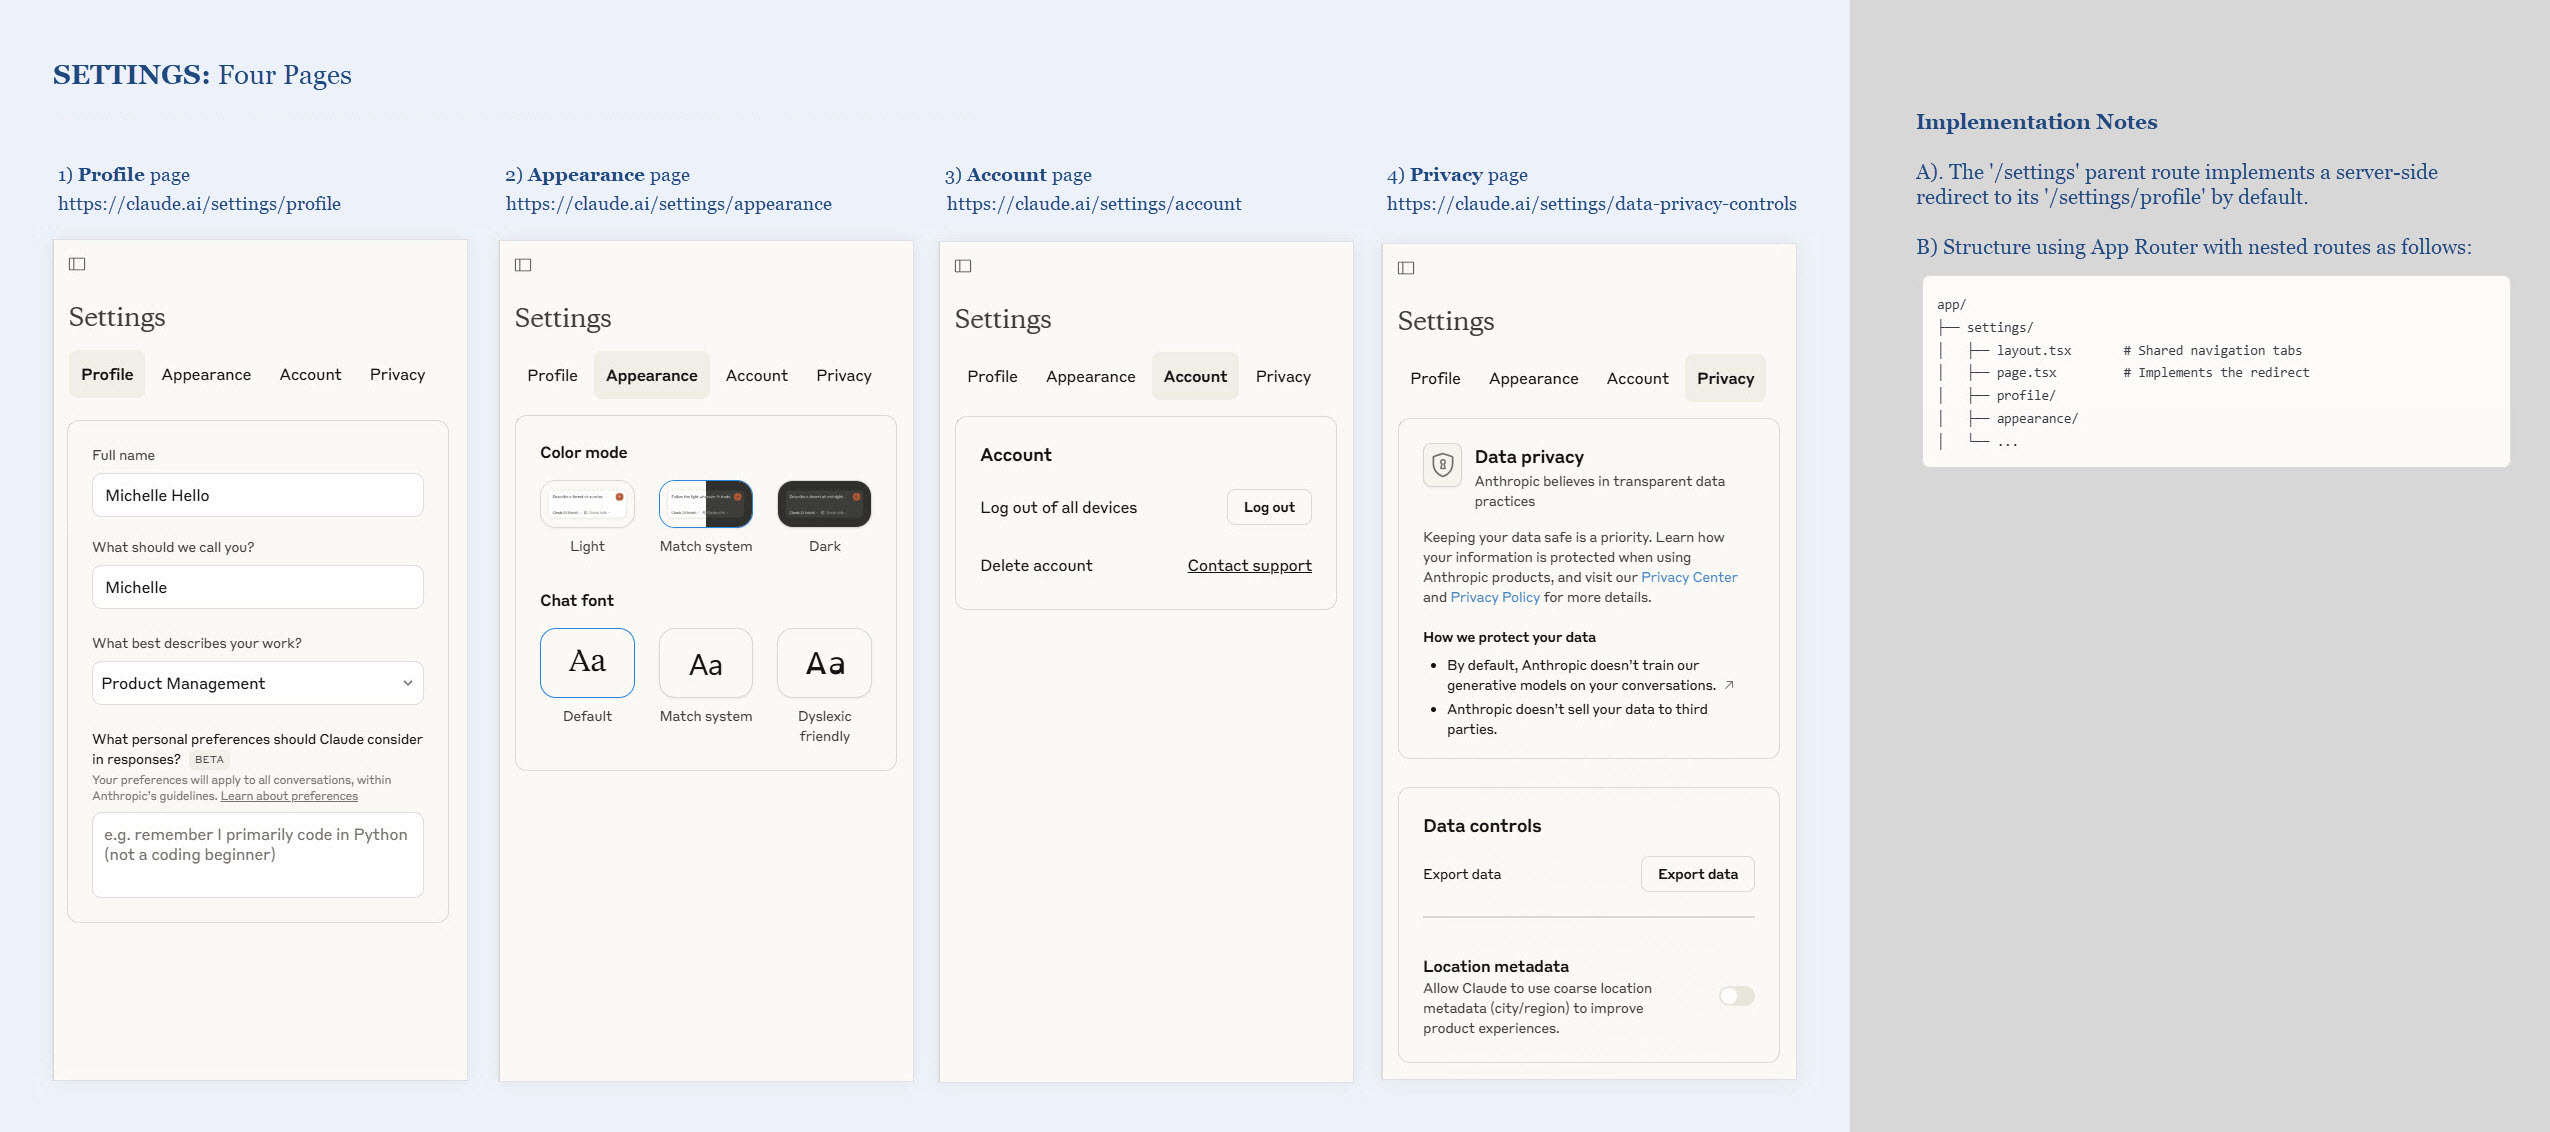 SETTINGS: Four Pages
1) Profile page
https://claude.ai/settings/profile
Settings
Profile Appearance Account Privacy
Full name
Michelle Hello
What should we call you?
Michelle
What best describes your work?
Product Management
What personal preferences should Claude consider
in responses? BETA
Your preferences will apply to all conversations, within
Anthropic's guidelines. Learn about preferences
e.g. remember I primarily code in Python
(not a coding beginner)
2) Appearance page
https://claude.ai/settings/appearance
Settings
Profile Appearance Account Privacy
Color mode
Light Match system Dark
Chat font
Aa Aa Aa
Default Match system Dyslexic
friendly
3) Account page
https://claude.ai/settings/account
Settings
Profile Appearance Account Privacy
Account
Log out of all devices Log out
Delete account Contact support
4) Privacy page
https://claude.ai/settings/data-privacy-controls
Settings
Profile Appearance Account Privacy
Data privacy
Anthropic believes in transparent data
practices
Keeping your data safe is a priority. Learn how
your information is protected when using
Anthropic products, and visit our Privacy Center
and Privacy Policy for more details.
How we protect your data
• By default, Anthropic doesn't train our
generative models on your conversations. ↗
• Anthropic doesn't sell your data to third
parties.
Data controls
Export data Export data
Location metadata
Allow Claude to use coarse location
metadata (city/region) to improve
product experiences.
Implementation Notes
A). The '/settings' parent route implements a server-side
redirect to its '/settings/profile' by default.
B) Structure using App Router with nested routes as follows:
app/
├── settings/
│   ├── layout.tsx       # Shared navigation tabs
│   ├── page.tsx         # Implements the redirect
│   ├── profile/
│   ├── appearance/
│   └── ...